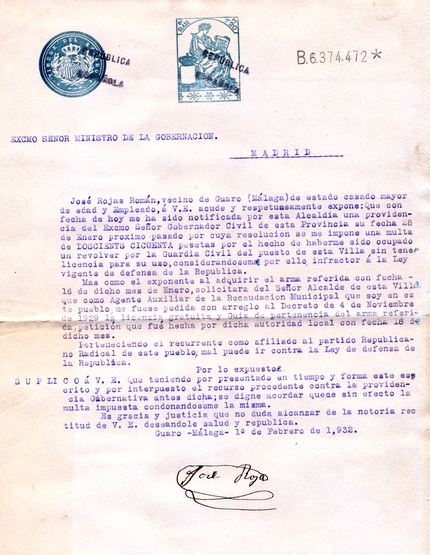 TIMBRE DEL ESTADO
REPUBLICA
ESPAÑOLA
REPUBLICA
ESPAÑOLA
B.6.374.472*
EXCMO SEÑOR MINISTRO DE LA GOBERNACION.
MADRID
José Rojas Román,vecino de Guaro (Málaga)de estado casado mayor
de edad y Empleado,á V.E. acude y respetuosamente expone:Que con
fecha de hoy me ha sido notificada por esta Alcaldia una providen-
cia del Excmo Señor Gobernador Civil de esta Provincia su fecha 28
de Enero proximo pasado por cuya resolucion se me impone una multa
de DOSCIENTS CICUENTA pesetas por el hecho de haberme sido ocupado
un revolver por la Guardia Civil del puesto de esta Villa sin tener
licencia para su uso,considerandoseme por ello infractor á la Ley
vigente de defensa de la Republica.
Mas como el exponente al adquirir el arma referida con fecha -
16 de dicho mes de Enero, solicitara del Señor Alcalde de esta Villa
que como Agente Auxiliar de la Recaudacion Municipal que soy en es
te pueblo,me fuese pedida con arreglo al Decreto de 4 de Noviembre
de 1929 la licencia gratuita y Guia de pertenencia del arma referi-
da,peticion que fué hecha por dicha autoridad local con fecha 18 de
dicho mes.
Perteneciendo el recurrente como afiliado al partido Republica-
no Radical de este pueblo,mal puede ir contra la Ley de defensa de
la Republica.
Por lo expuesto
SUPLICO á V. E. Que teniendo por presentado en tiempo y forma este es-
crito y por interpuesto el recurso procedente contra la providen-
cia Gubernativa antes dicha;se digne acordar quede sin efecto la
multa impuesta condonandoseme la misma.
Es gracia y justicia que no duda alcanzar de la notoria rec
titud de V. E. deseandole salud y republica.
Guaro -Málaga- 1º de Febrero de 1,932.
José Rojas